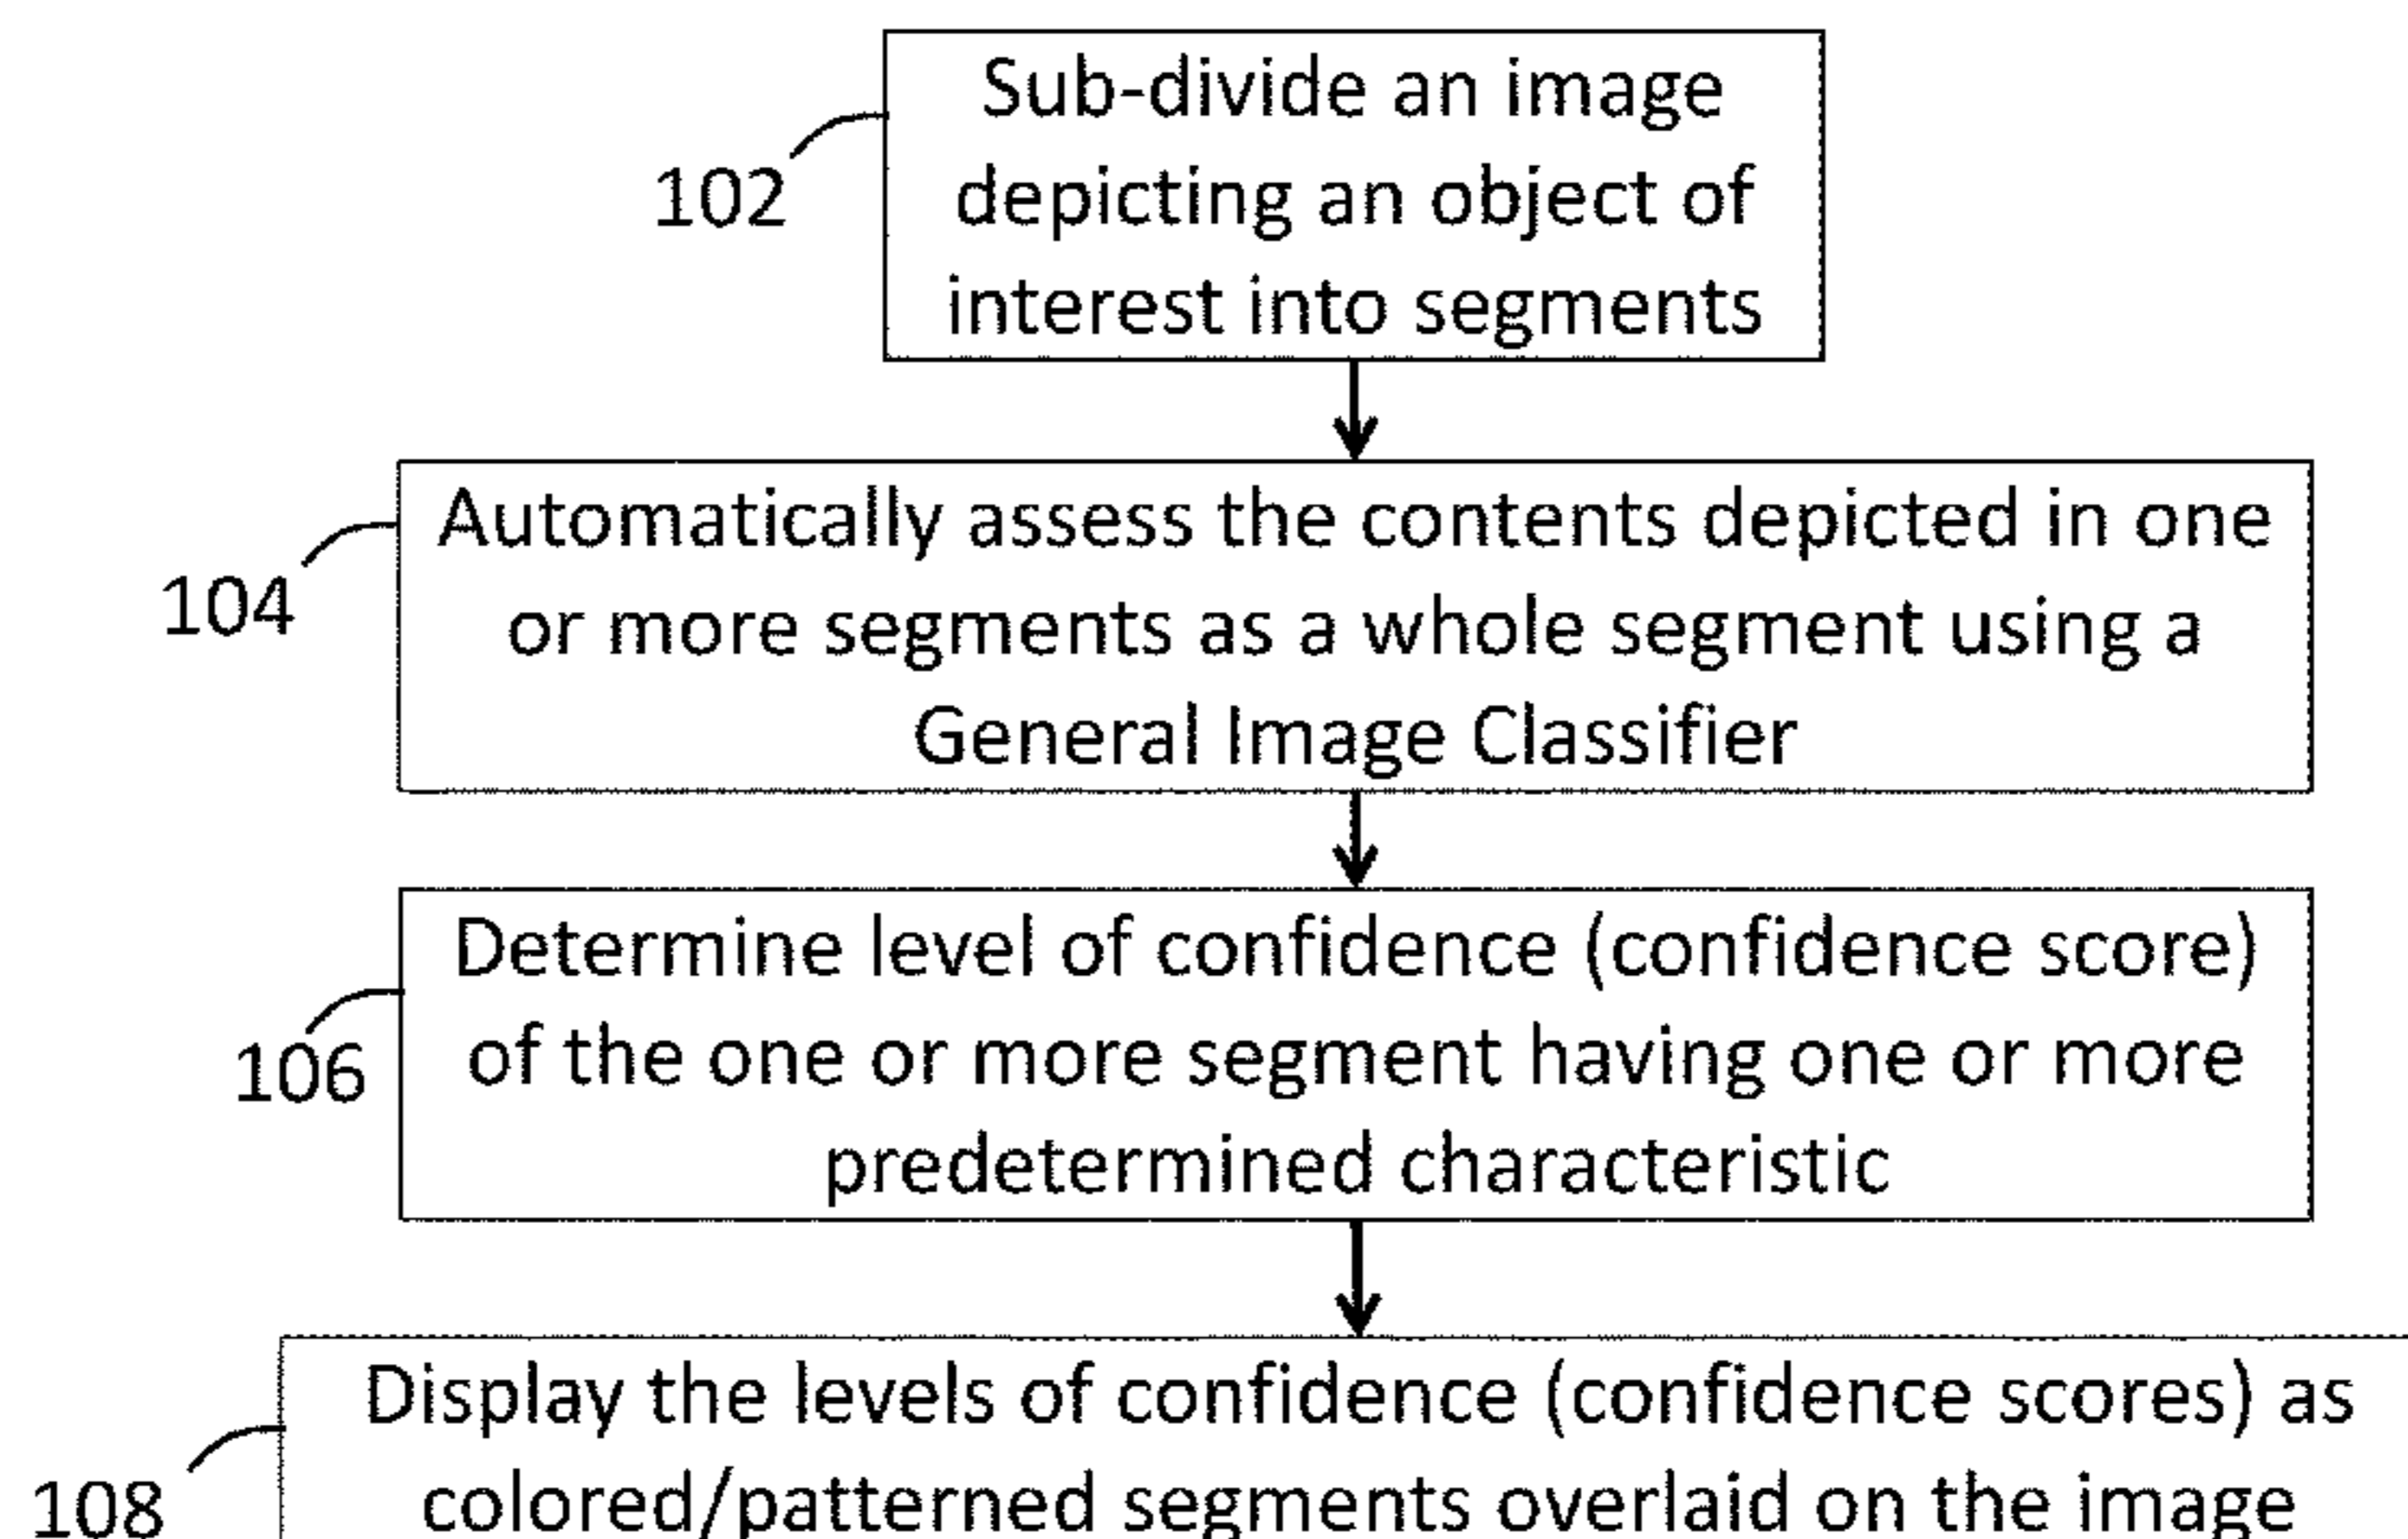 Sub-divide an image
depicting an object of
102
interest into segments
Automatically assess the contents depicted in one
104
or more segments as a whole segment using a
General Image Classifier
Determine level of confidence (confidence score)
of the one or more segment having one or more
106
predetermined characteristic
Display the levels of confidence (confidence scores) as
108
colored/patterned segments overlaid on the image